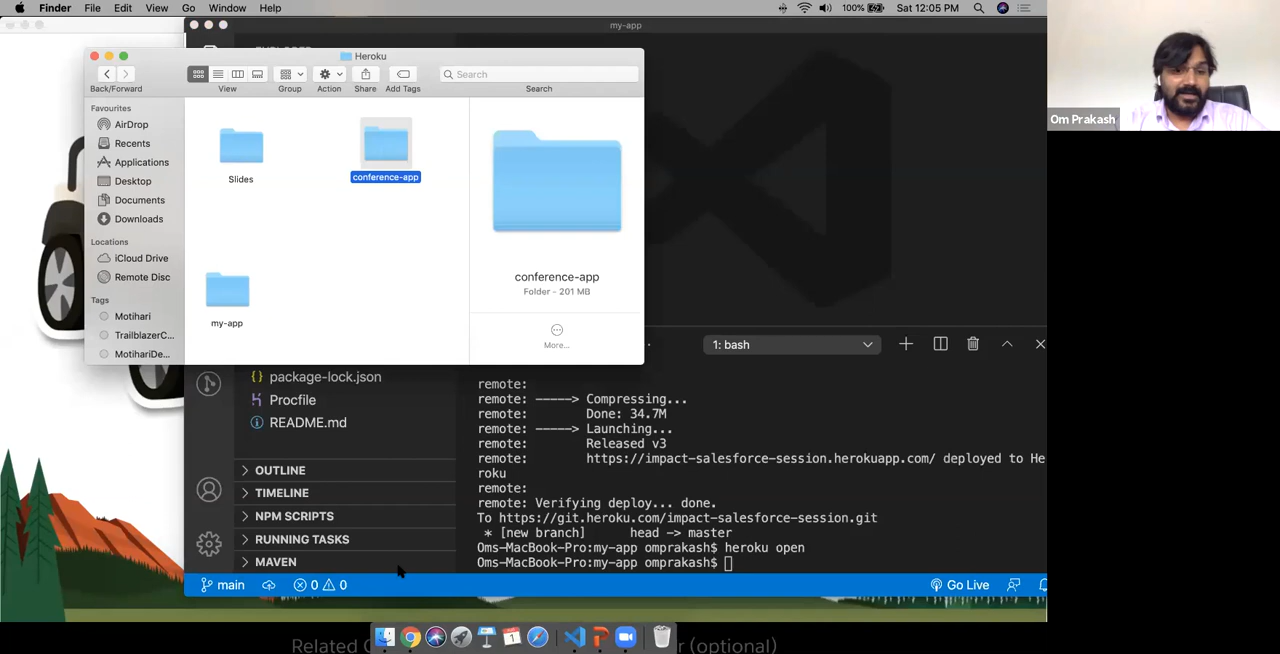 Finder File Edit View Go Window Help 100% Sat 12:05 PM
my-app
Heroku
Search
Back/Forward View Group Action Share Add Tags Search
Favourites
AirDrop
Recents
Applications
Desktop
Documents
Downloads
Locations
iCloud Drive
Remote Disc
Tags
Motihari
TrailblazerC...
MotihariDe...
Slides
conference-app
my-app
conference-app
Folder – 201 MB
More...
Om Prakash
1: bash
package-lock.json
Procfile
README.md
OUTLINE
TIMELINE
NPM SCRIPTS
RUNNING TASKS
MAVEN
remote:
remote: -----> Compressing...
remote:        Done: 34.7M
remote: -----> Launching...
remote:        Released v3
remote:        https://impact-salesforce-session.herokuapp.com/ deployed to He
roku
remote:
remote: Verifying deploy... done.
To https://git.heroku.com/impact-salesforce-session.git
* [new branch]      head -> master
Oms-MacBook-Pro:my-app omprakash$ heroku open
Oms-MacBook-Pro:my-app omprakash$
main 0 0 Go Live
Related r (optional)